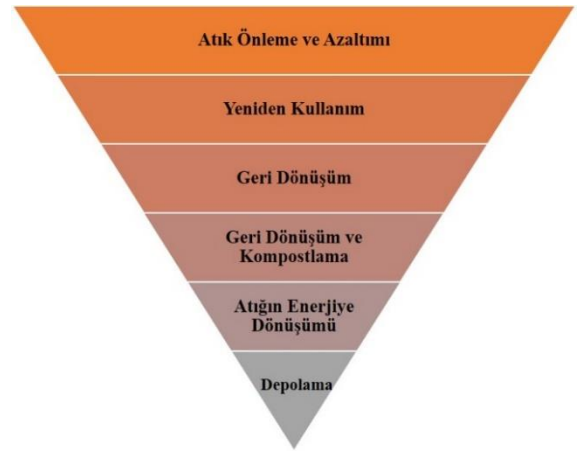 Atık Önleme ve Azaltımı
Yeniden Kullanım
Geri Dönüşüm
Geri Dönüşüm ve
Kompostlama
Atığın Enerjiye
Dönüşümü
Depolama